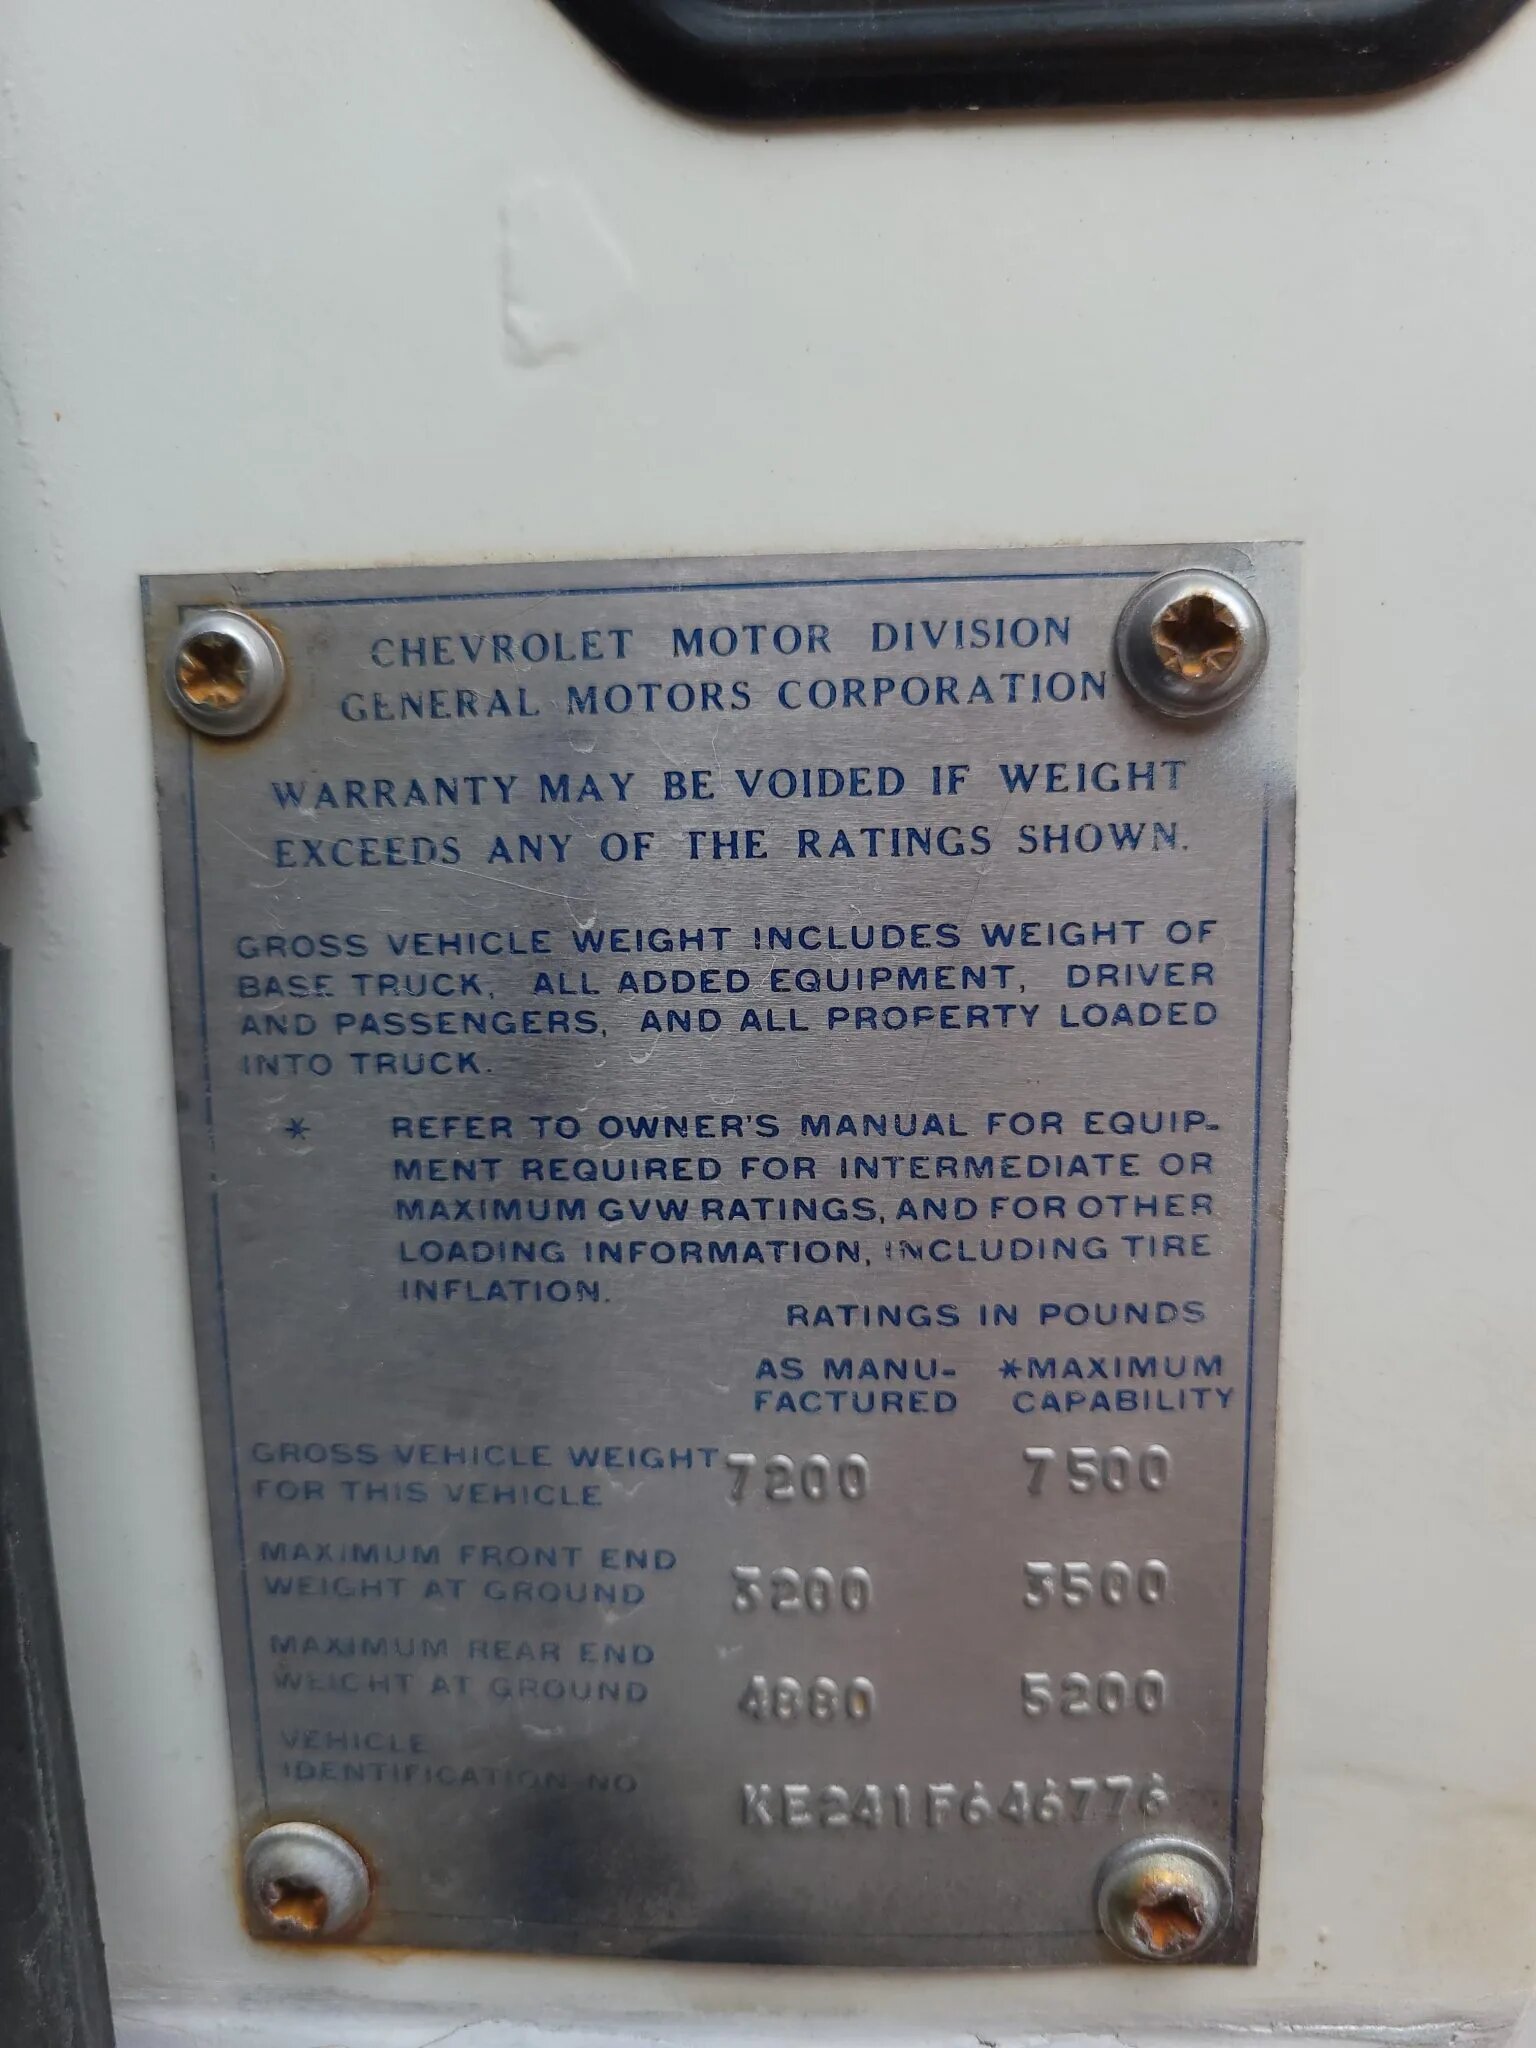 CHEVROLET MOTOR DIVISION
GENERAL MOTORS CORPORATION
WARRANTY MAY BE VOIDED IF WEIGHT
EXCEEDS ANY OF THE RATINGS SHOWN.
GROSS VEHICLE WEIGHT INCLUDES WEIGHT OF
BASE TRUCK, ALL ADDED EQUIPMENT, DRIVER
AND PASSENGERS, AND ALL PROPERTY LOADED
INTO TRUCK.
* REFER TO OWNER'S MANUAL FOR EQUIP-
MENT REQUIRED FOR INTERMEDIATE OR
MAXIMUM GVW RATINGS, AND FOR OTHER
LOADING INFORMATION, INCLUDING TIRE
INFLATION.
RATINGS IN POUNDS
AS MANU- *MAXIMUM
FACTURED CAPABILITY
GROSS VEHICLE WEIGHT 7200 7500
FOR THIS VEHICLE
MAXIMUM FRONT END
WEIGHT AT GROUND 3200 3500
MAXIMUM REAR END
WEIGHT AT GROUND 4880 5200
VEHICLE
IDENTIFICATION NO KE241F646776